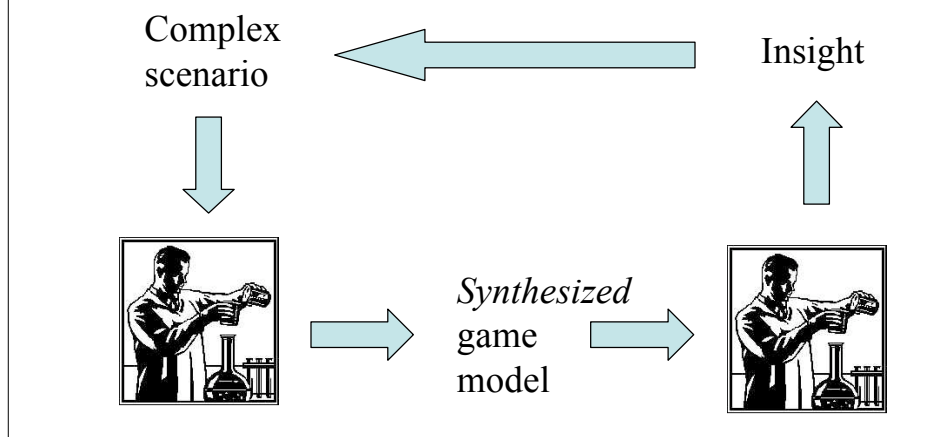 Complex
scenario
Insight
Synthesized
game
model